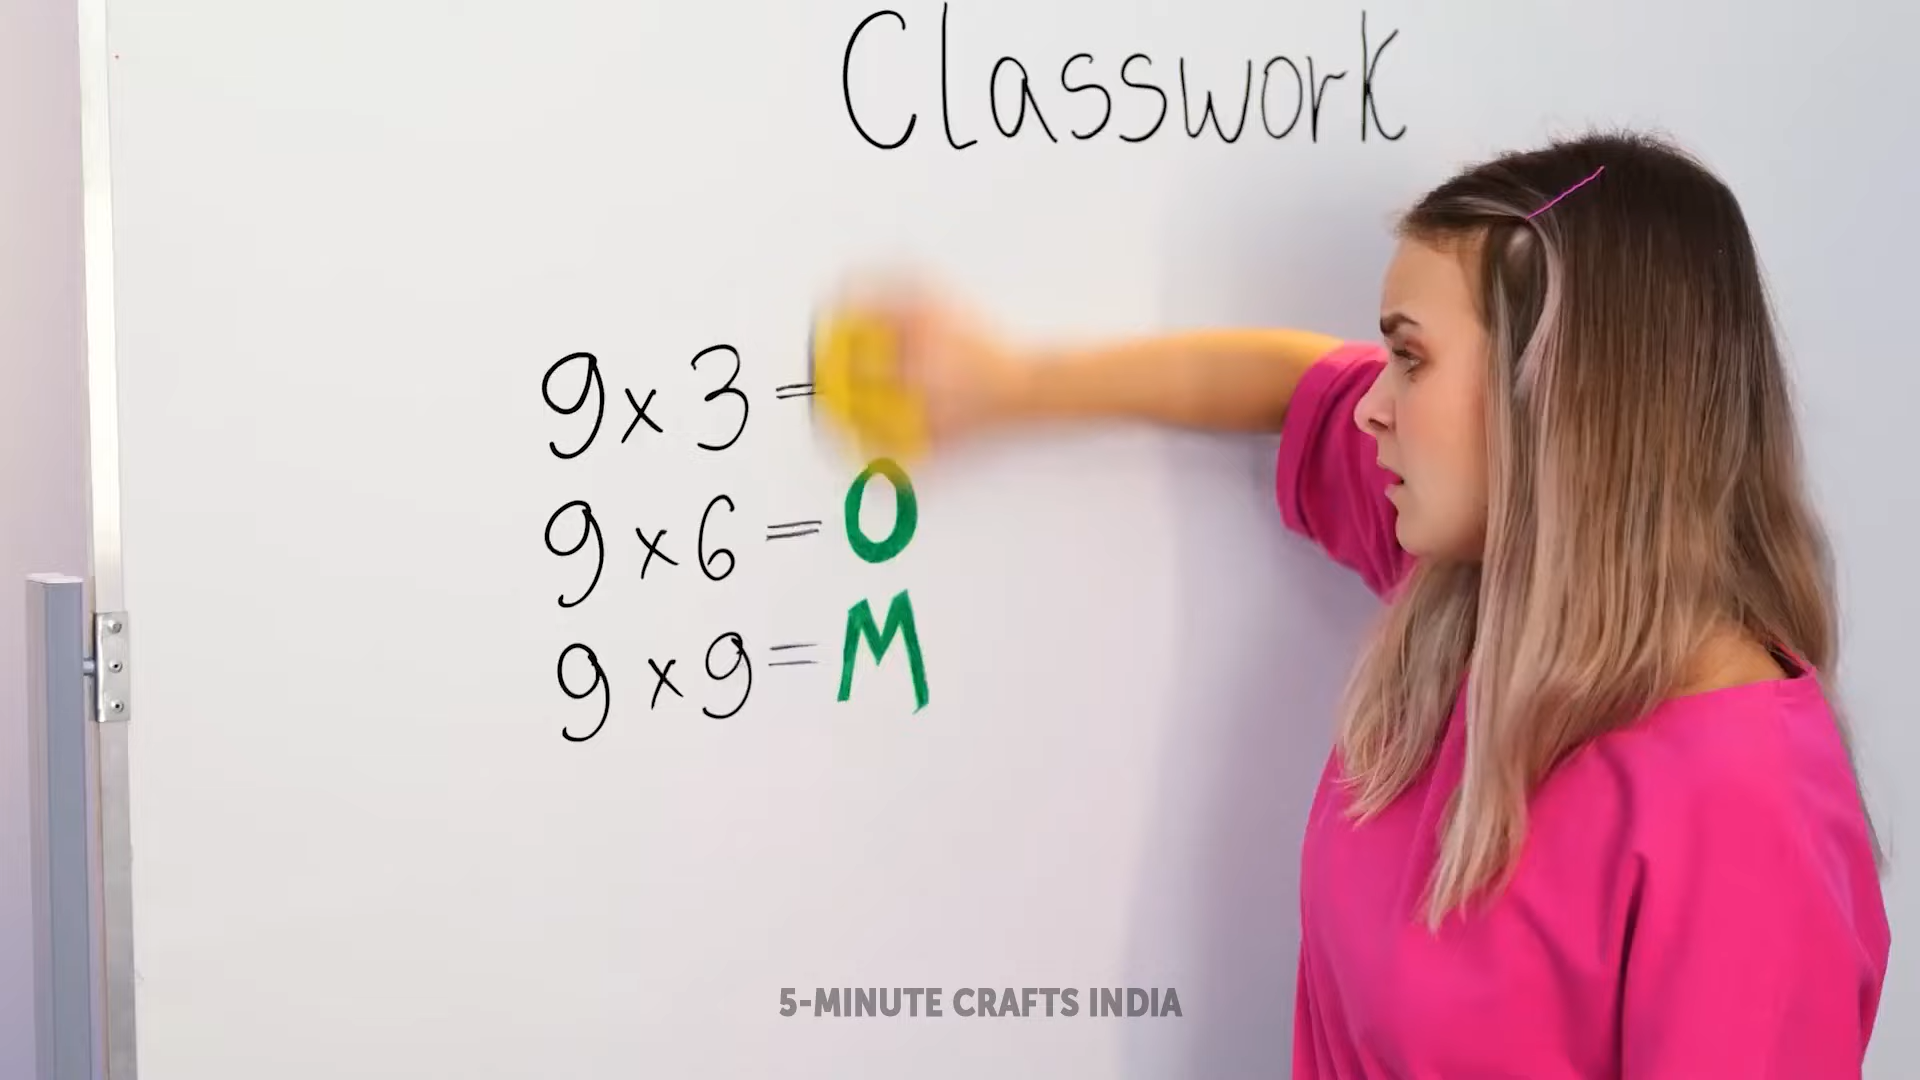 Classwork
9 x 3 =
9 x 6 = O
9 x 9 = M
5-MINUTE CRAFTS INDIA